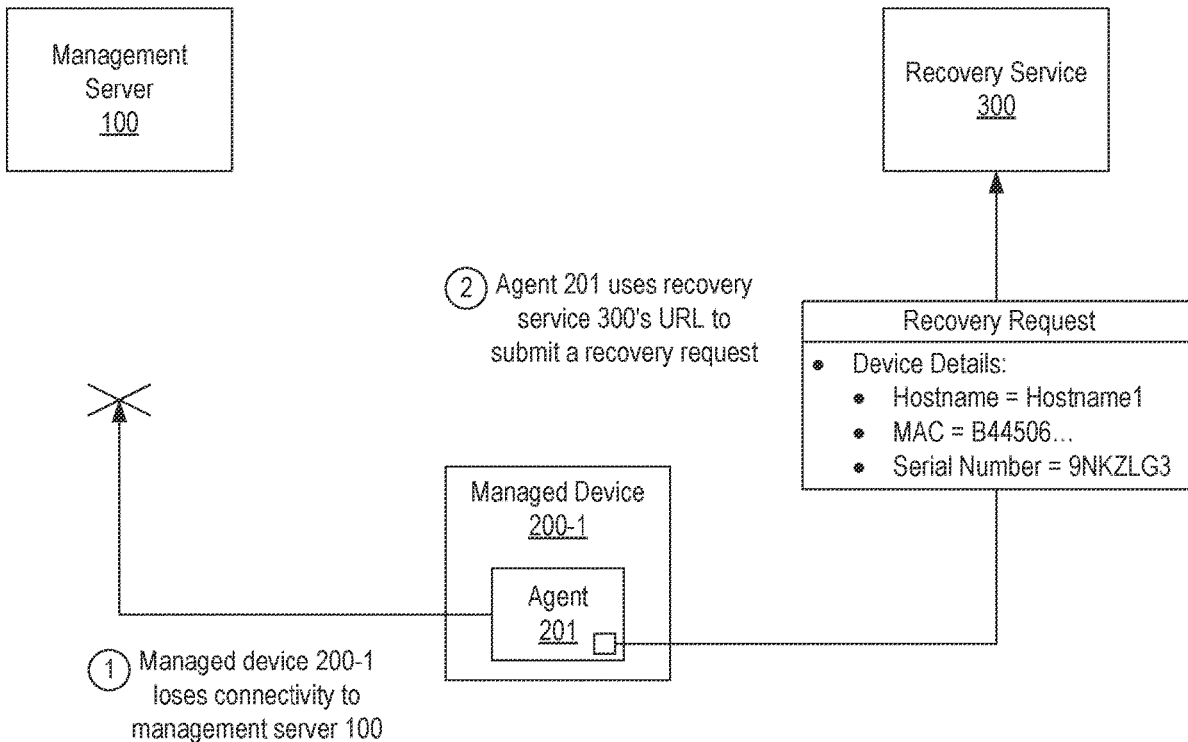 Management
Server
100
Recovery Service
300
2 Agent 201 uses recovery
service 300's URL to
submit a recovery request
Recovery Request
• Device Details:
• Hostname = Hostname1
• MAC = B44506...
• Serial Number = 9NKZLG3
Managed Device
200-1
Agent
201
1 Managed device 200-1
loses connectivity to
management server 100